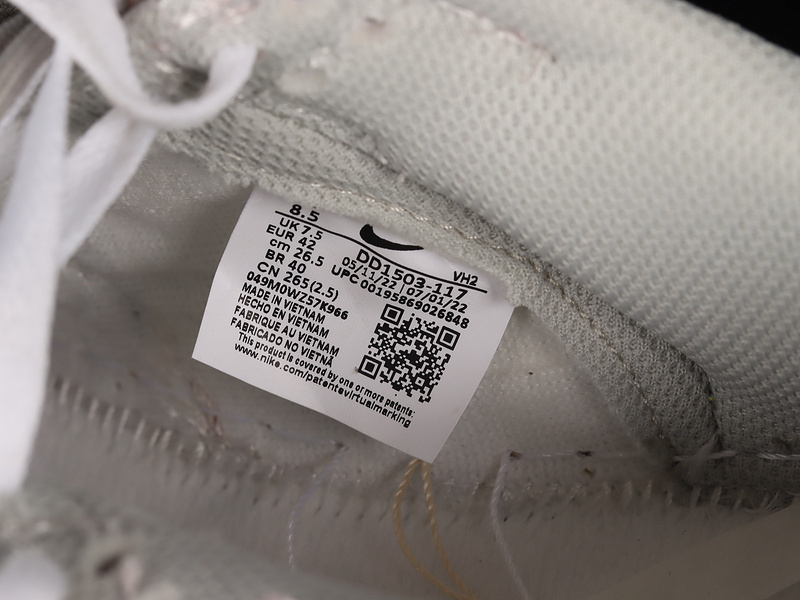 8.5
UK 7.5
EUR 42
cm 26.5
BR 40
CN 265(2.5)
049M0WZ57K966
MADE IN VIETNAM
HECHO EN VIETNAM
FABRIQUE AU VIETNAM
FABRICADO NO VIETNÃ
This product is covered by one or more patents:
www.nike.com/patentevirtualmarking
VH2
DD1503-117
05/11/22 | 07/01/22
UPC 00195869026848